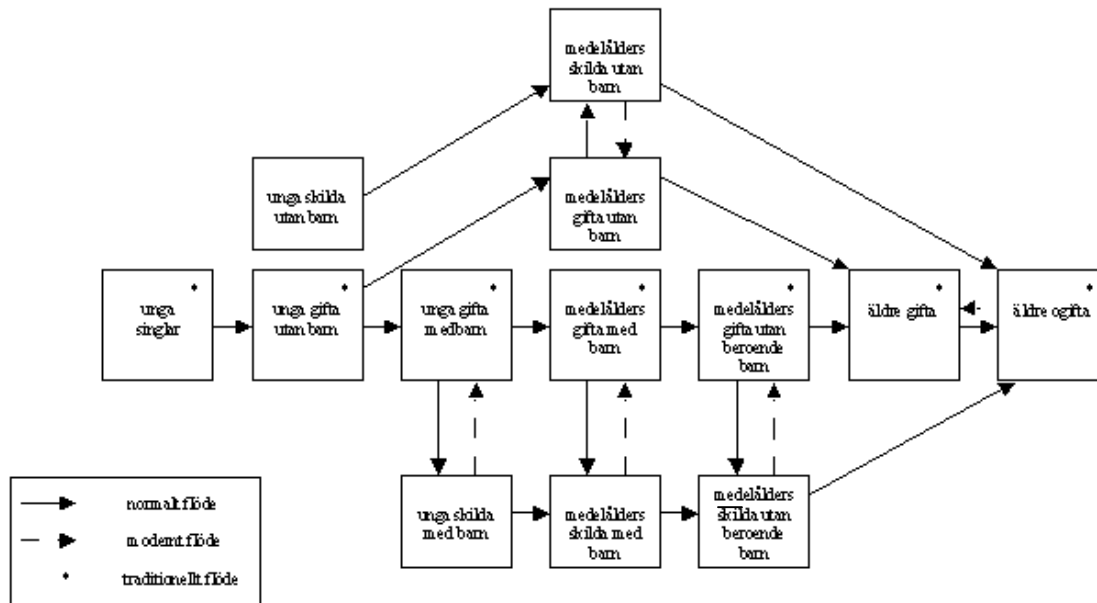 medelålders
skilda utan
barn
unga skilda
utan barn
medelålders
gifta utan
barn
unga
singlar
unga gifta
utan barn
unga gifta
medbarn
medelålders
gifta med
barn
medelålders
gifta utan
beroende
barn
äldre gifta
äldre ogifta
unga skilda
med barn
medelålders
skilda med
barn
medelålders
skilda utan
beroende
barn
normalt flöde
modernt flöde
traditionellt flöde